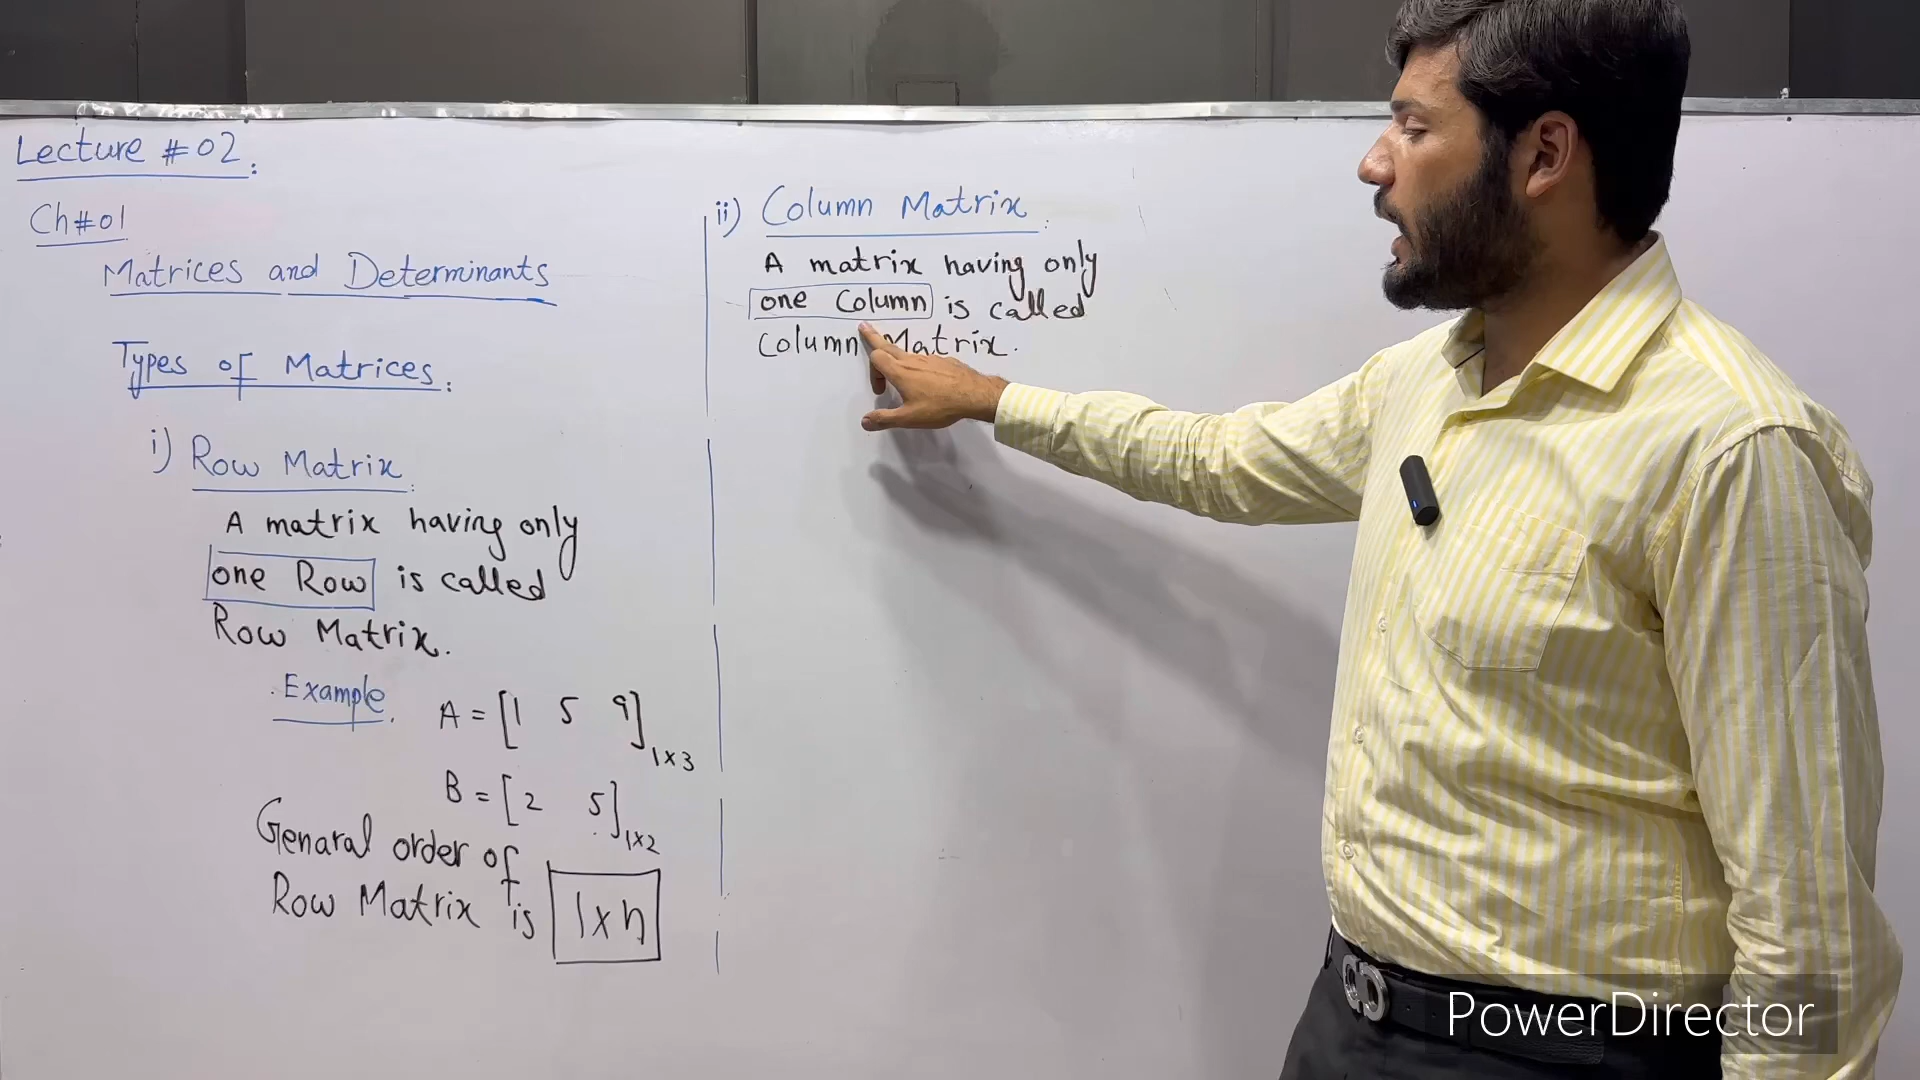 Lecture #02.
Ch#01
Matrices and Determinants
Types of Matrices.
i) Row Matrix.
A matrix having only
one Row is called
Row Matrix.
Example.
A = [1 5 9]1x3
B = [2 5]1x2
Genaral order of
Row Matrix is 1xn
ii) Column Matrix.
A matrix having only
one Column is called
Column Matrix.
PowerDirector